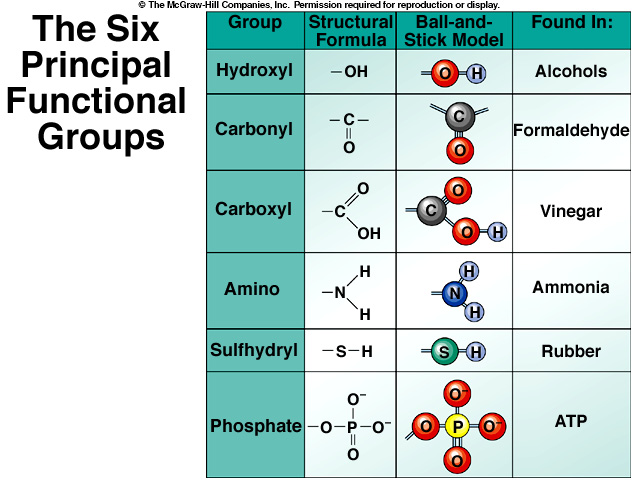 © The McGraw-Hill Companies, Inc. Permission required for reproduction or display.
The Six
Principal
Functional
Groups
Group
Structural
Formula
Ball-and-
Stick Model
Found In:
Hydroxyl
–OH
O H
Alcohols
Carbonyl
–C–
O
C
O
Formaldehyde
Carboxyl
O
–C
OH
O
C
O H
Vinegar
Amino
H
–N
H
H
N
H
Ammonia
Sulfhydryl
–S–H
S H
Rubber
Phosphate
O–
–O–P–O–
O
O–
O P O–
O
ATP